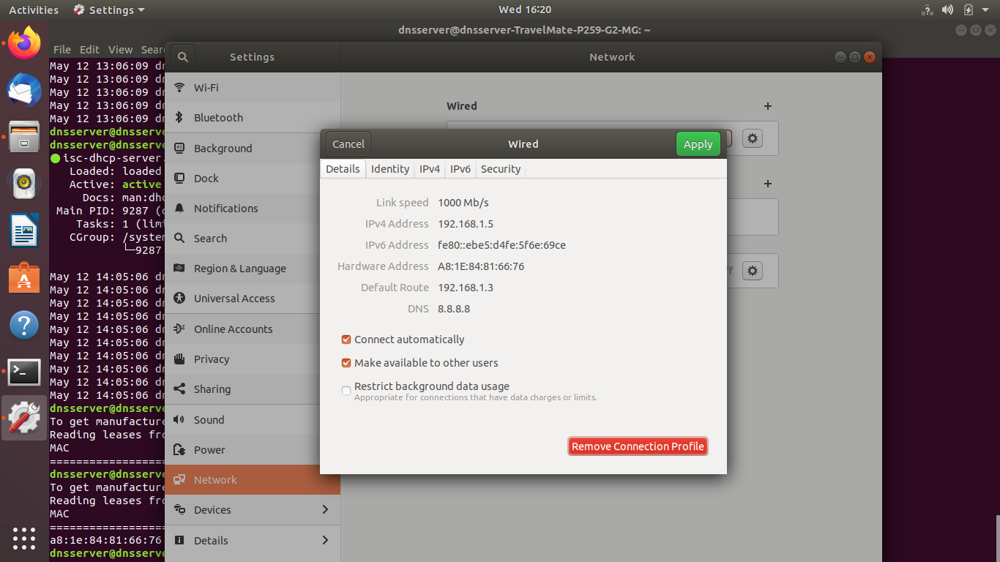 Activities Settings Wed 16:20
dnsserver@dnsserver-TravelMate-P259-G2-MG: ~
File Edit View Sear
Settings
Network
May 12 13:06:09 dn
May 12 13:06:09 dn
May 12 13:06:09 dn
May 12 13:06:09 dn
May 12 13:06:09 dn
dnsserver@dnsserve
dnsserver@dnsserve
isc-dhcp-server.
Loaded: loaded
Active: active
Docs: man:dhc
Main PID: 9287 (d
Tasks: 1 (limi
CGroup: /system
└─9287
May 12 14:05:06 dn
May 12 14:05:06 dn
May 12 14:05:06 dn
May 12 14:05:06 dn
May 12 14:05:06 dn
May 12 14:05:06 dn
May 12 14:05:06 dn
May 12 14:05:06 dn
May 12 14:05:06 dn
May 12 14:05:06 dn
dnsserver@dnsserve
To get manufacture
Reading leases fro
MAC
======================
dnsserver@dnsserve
To get manufacture
Reading leases fro
MAC
======================
a8:1e:84:81:66:76
dnsserver@dnsserve
Wi-Fi
Bluetooth
Background
Dock
Notifications
Search
Region & Language
Universal Access
Online Accounts
Privacy
Sharing
Sound
Power
Network
Devices
Details
Wired
Cancel Wired Apply
Details Identity IPv4 IPv6 Security
Link speed 1000 Mb/s
IPv4 Address 192.168.1.5
IPv6 Address fe80::ebe5:d4fe:5f6e:69ce
Hardware Address A8:1E:84:81:66:76
Default Route 192.168.1.3
DNS 8.8.8.8
Connect automatically
Make available to other users
Restrict background data usage
Appropriate for connections that have data charges or limits.
Remove Connection Profile